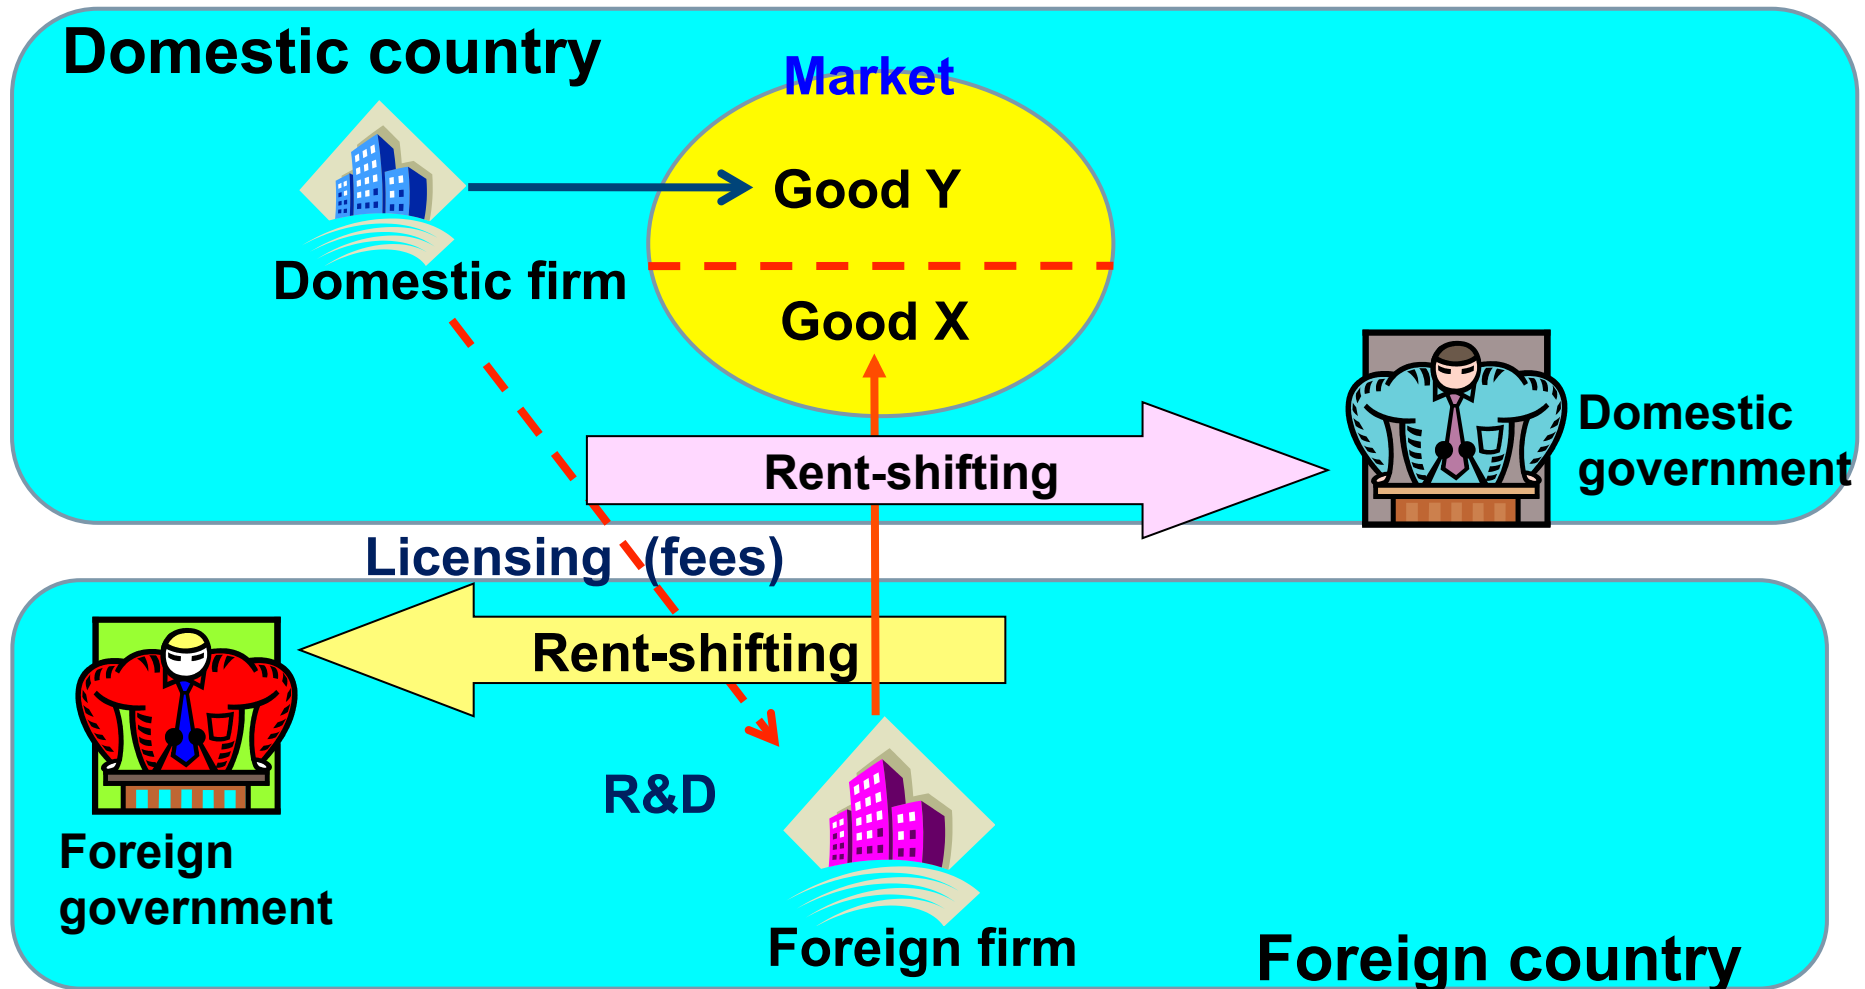 Domestic country
Market
Good Y
Domestic firm
Good X
Domestic
government
Rent-shifting
Licensing (fees)
Rent-shifting
R&D
Foreign
government
Foreign firm
Foreign country